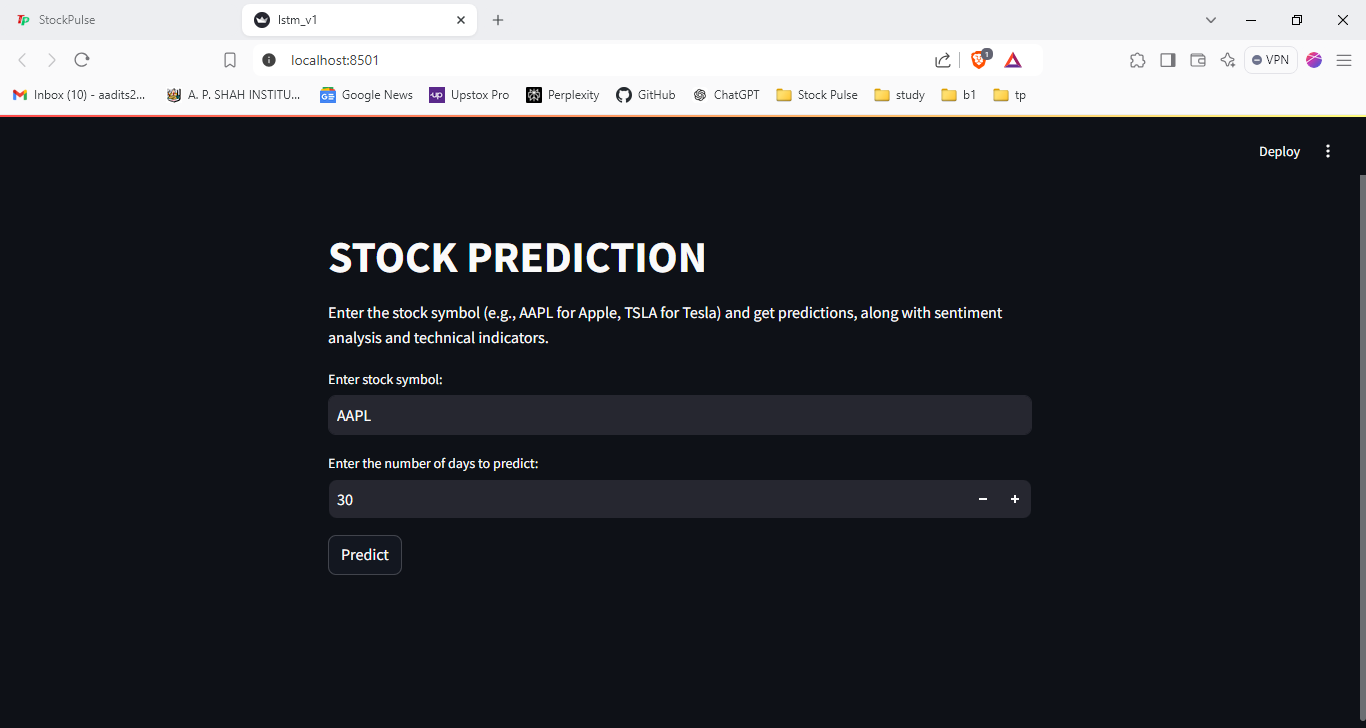 StockPulse
lstm_v1
localhost:8501
1
VPN
Inbox (10) - aadits2...
A. P. SHAH INSTITU...
Google News
up
Upstox Pro
Perplexity
GitHub
ChatGPT
Stock Pulse
study
b1
tp
Deploy
STOCK PREDICTION
Enter the stock symbol (e.g., AAPL for Apple, TSLA for Tesla) and get predictions, along with sentiment
analysis and technical indicators.
Enter stock symbol:
AAPL
Enter the number of days to predict:
30
Predict